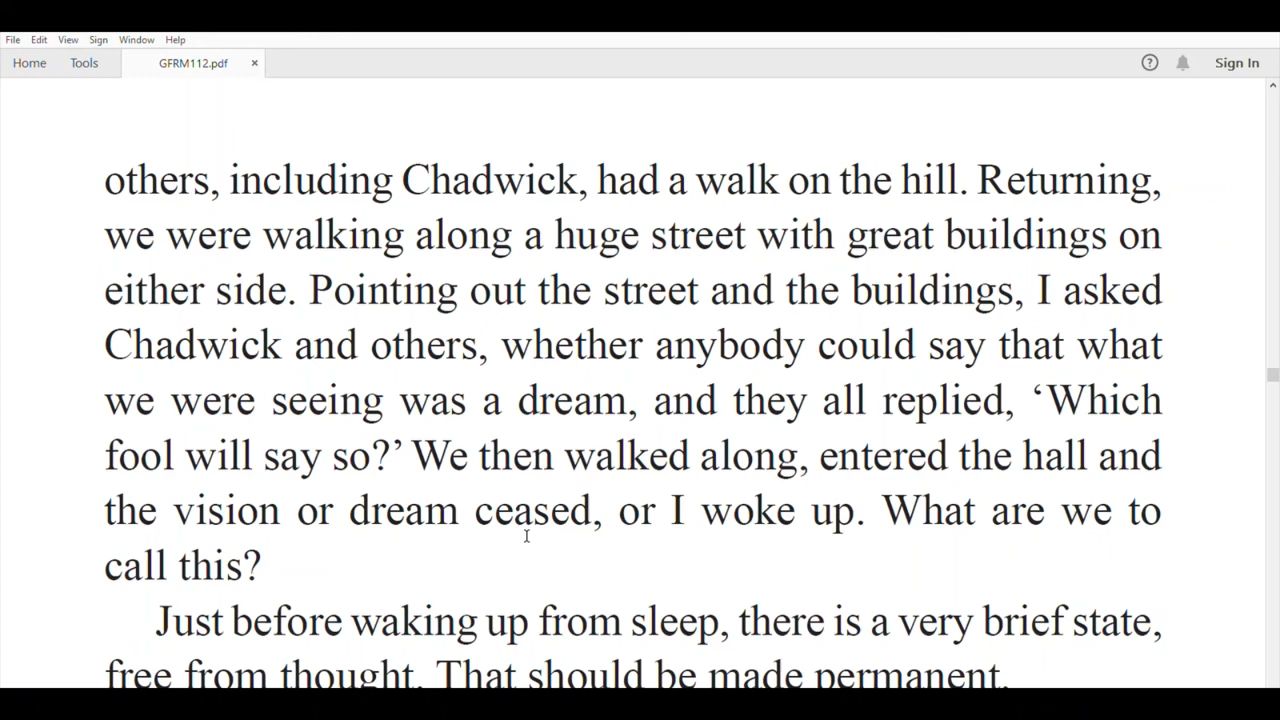 File Edit View Sign Window Help
Home Tools GFRM112.pdf × ? Sign In
others, including Chadwick, had a walk on the hill. Returning,
we were walking along a huge street with great buildings on
either side. Pointing out the street and the buildings, I asked
Chadwick and others, whether anybody could say that what
we were seeing was a dream, and they all replied, ‘Which
fool will say so?’ We then walked along, entered the hall and
the vision or dream ceased, or I woke up. What are we to
call this?
Just before waking up from sleep, there is a very brief state,
free from thought. That should be made permanent.